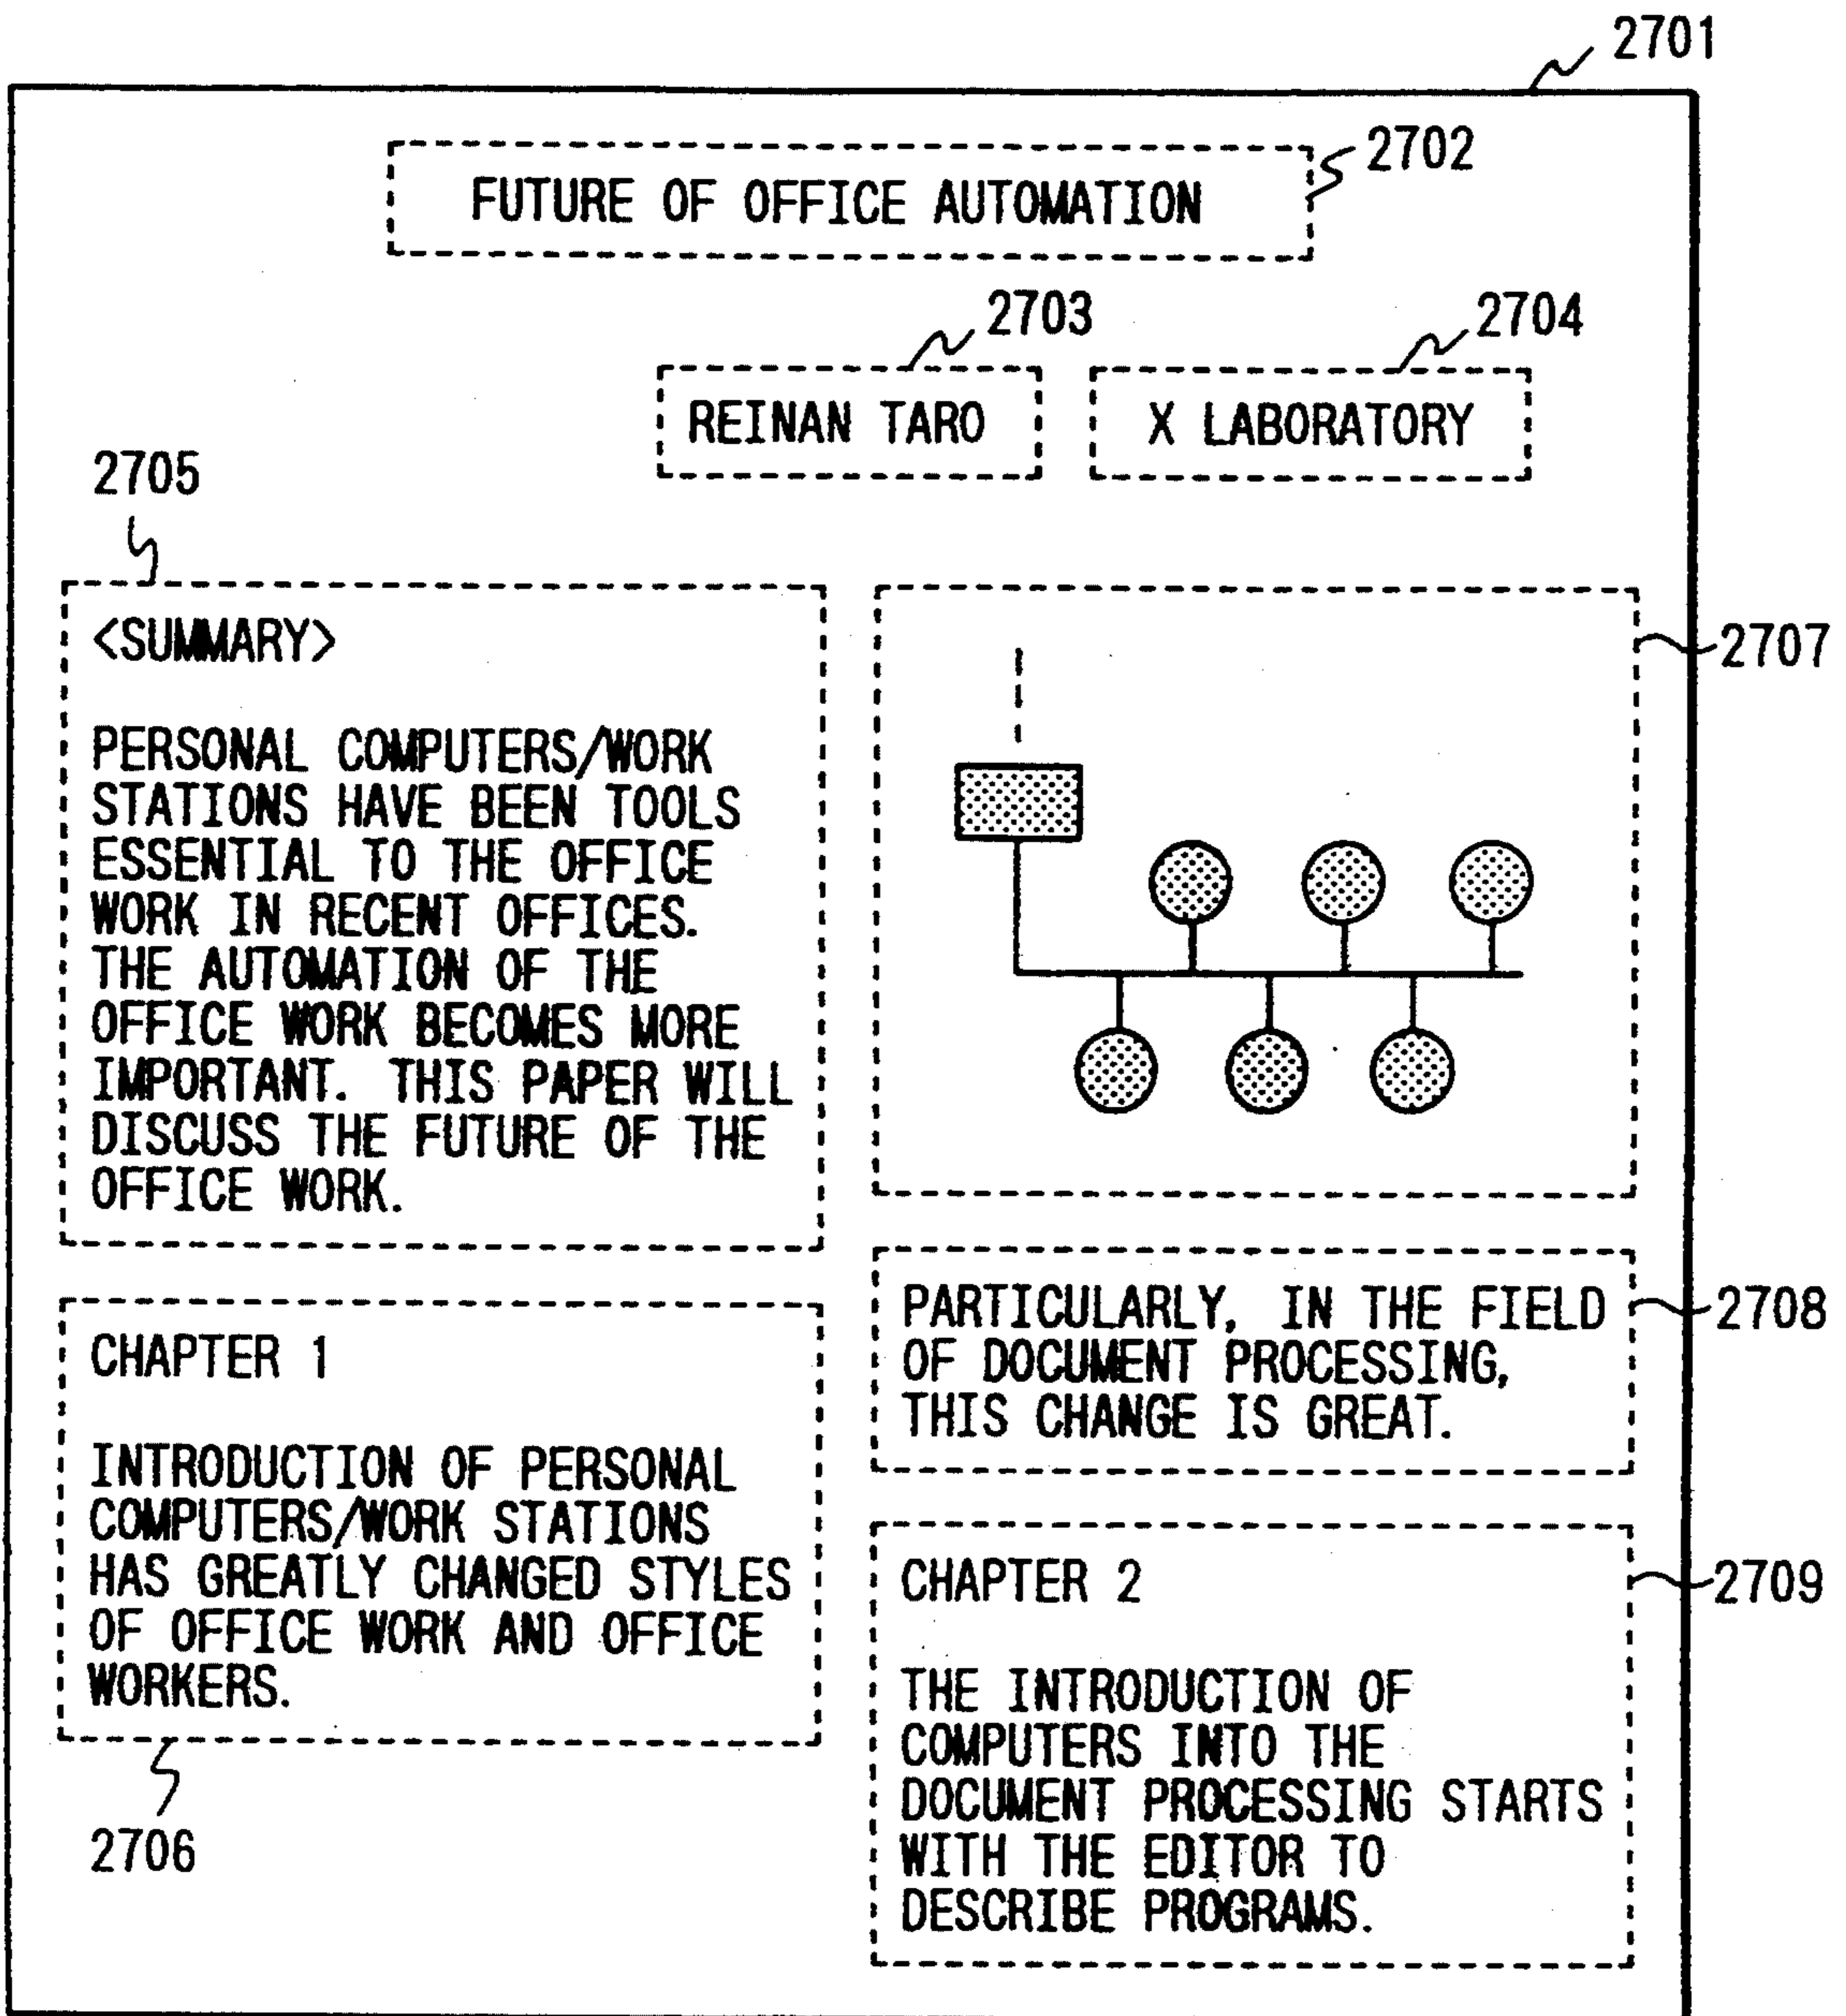 2701
2702
FUTURE OF OFFICE AUTOMATION
2703
2704
REINAN TARO
X LABORATORY
2705
<SUMMARY>
PERSONAL COMPUTERS/WORK
STATIONS HAVE BEEN TOOLS
ESSENTIAL TO THE OFFICE
WORK IN RECENT OFFICES.
THE AUTOMATION OF THE
OFFICE WORK BECOMES MORE
IMPORTANT. THIS PAPER WILL
DISCUSS THE FUTURE OF THE
OFFICE WORK.
CHAPTER 1
INTRODUCTION OF PERSONAL
COMPUTERS/WORK STATIONS
HAS GREATLY CHANGED STYLES
OF OFFICE WORK AND OFFICE
WORKERS.
2706
2707
PARTICULARLY, IN THE FIELD
OF DOCUMENT PROCESSING,
THIS CHANGE IS GREAT.
2708
CHAPTER 2
THE INTRODUCTION OF
COMPUTERS INTO THE
DOCUMENT PROCESSING STARTS
WITH THE EDITOR TO
DESCRIBE PROGRAMS.
2709